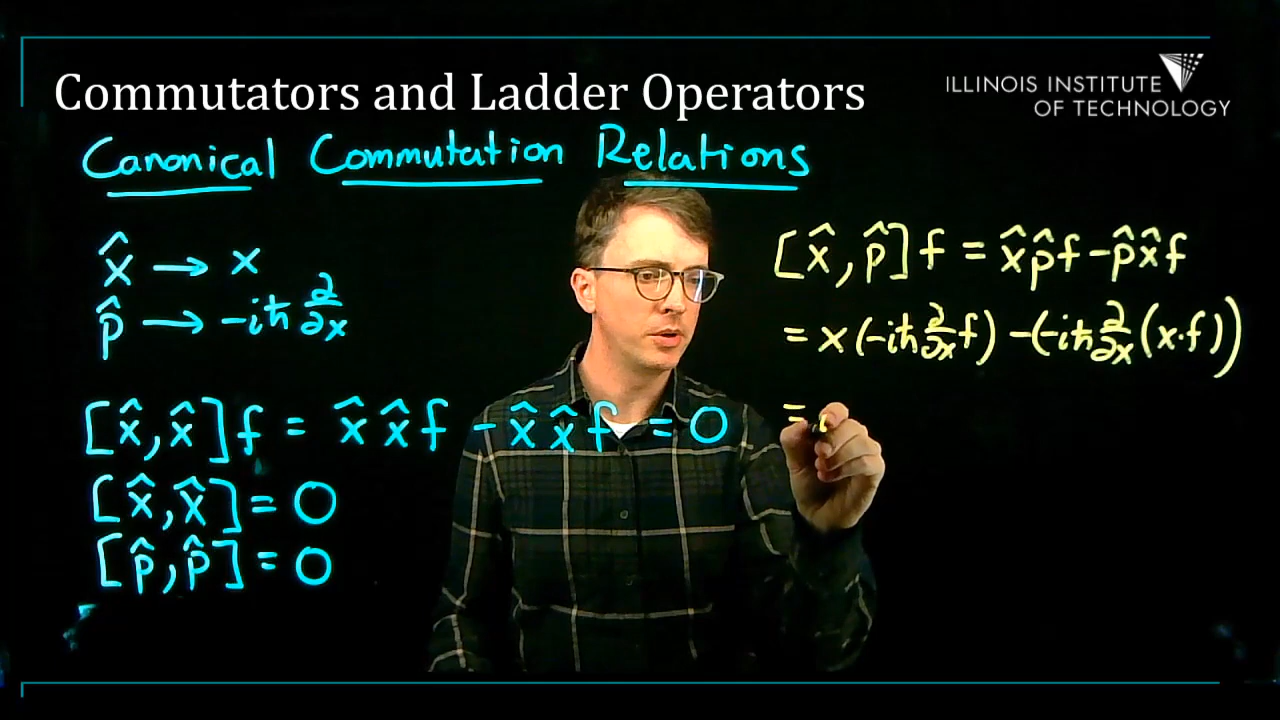 Commutators and Ladder Operators
ILLINOIS INSTITUTE
OF TECHNOLOGY
Canonical Commutation Relations
x̂ → x
p̂ → -iħ ∂/∂x
[x̂, x̂]f = x̂x̂f - x̂x̂f = 0
[x̂, x̂] = 0
[p̂, p̂] = 0
[x̂, p̂]f = x̂p̂f - p̂x̂f
= x(-iħ ∂/∂x f) - (-iħ ∂/∂x (x·f))
=